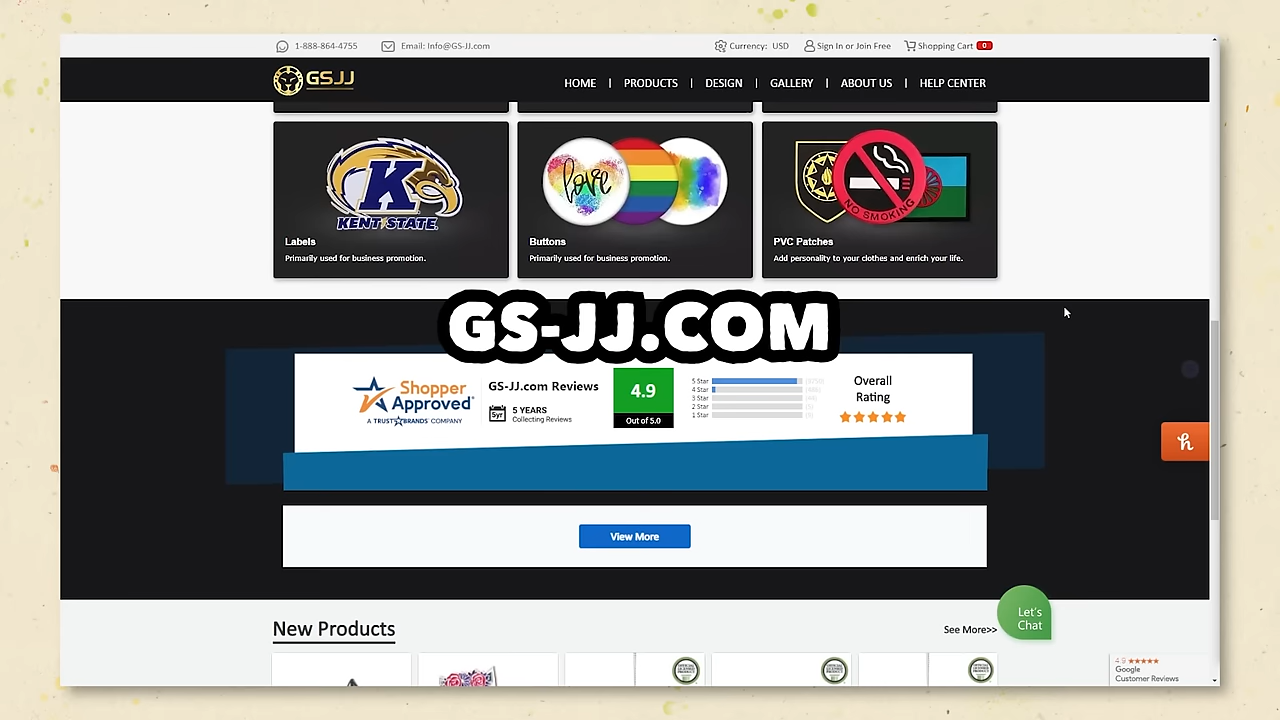 1-888-864-4755
Email: Info@GS-JJ.com
Currency: USD
Sign In or Join Free
Shopping Cart 0
GSJJ
HOME | PRODUCTS | DESIGN | GALLERY | ABOUT US | HELP CENTER
K
KENT STATE
love
NO SMOKING
Labels
Primarily used for business promotion.
Buttons
Primarily used for business promotion.
PVC Patches
Add personality to your clothes and enrich your life.
GS-JJ.COM
Shopper
Approved
A TRUSTBRANDS COMPANY
GS-JJ.com Reviews
5yr
5 YEARS
Collecting Reviews
4.9
Out of 5.0
5 Star
4 Star
3 Star
2 Star
1 Star
Overall
Rating
h
View More
Let's
Chat
New Products
See More>>
4.9
Google
Customer Reviews